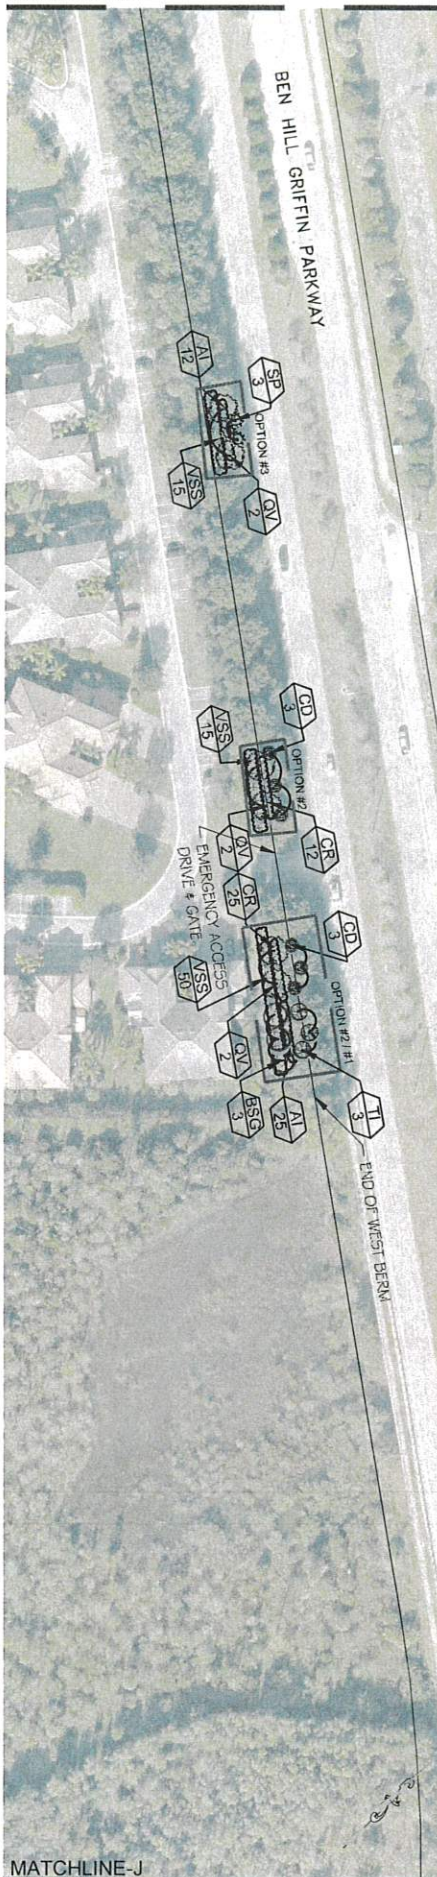 BEN HILL GRIFFIN PARKWAY
SP
3
AI
12
OPTION #3
VSS
15
QV
2
CD
3
VSS
15
OPTION #2
CR
12
QV
2
EMERGENCY ACCESS
DRIVE & GATE
CR
25
CD
3
VSS
50
OPTION #2 / #1
QV
2
BSG
3
AI
25
TI
3
END OF WEST BERM
MATCHLINE-J